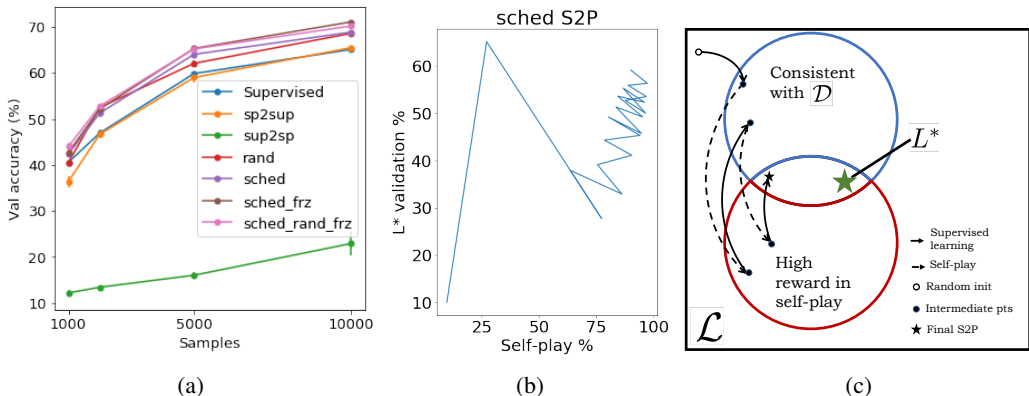 70
60
50
40
30
20
10
Val accuracy (%)
1000
5000
10000
Samples
Supervised
sp2sup
sup2sp
rand
sched
sched_frz
sched_rand_frz
(a)
sched S2P
60
50
40
30
20
10
L* validation %
25
50
75
100
Self-play %
(b)
Consistent
with 𝒟
L*
High
reward in
self-play
Supervised
learning
Self-play
Random init
Intermediate pts
Final S2P
ℒ
(c)